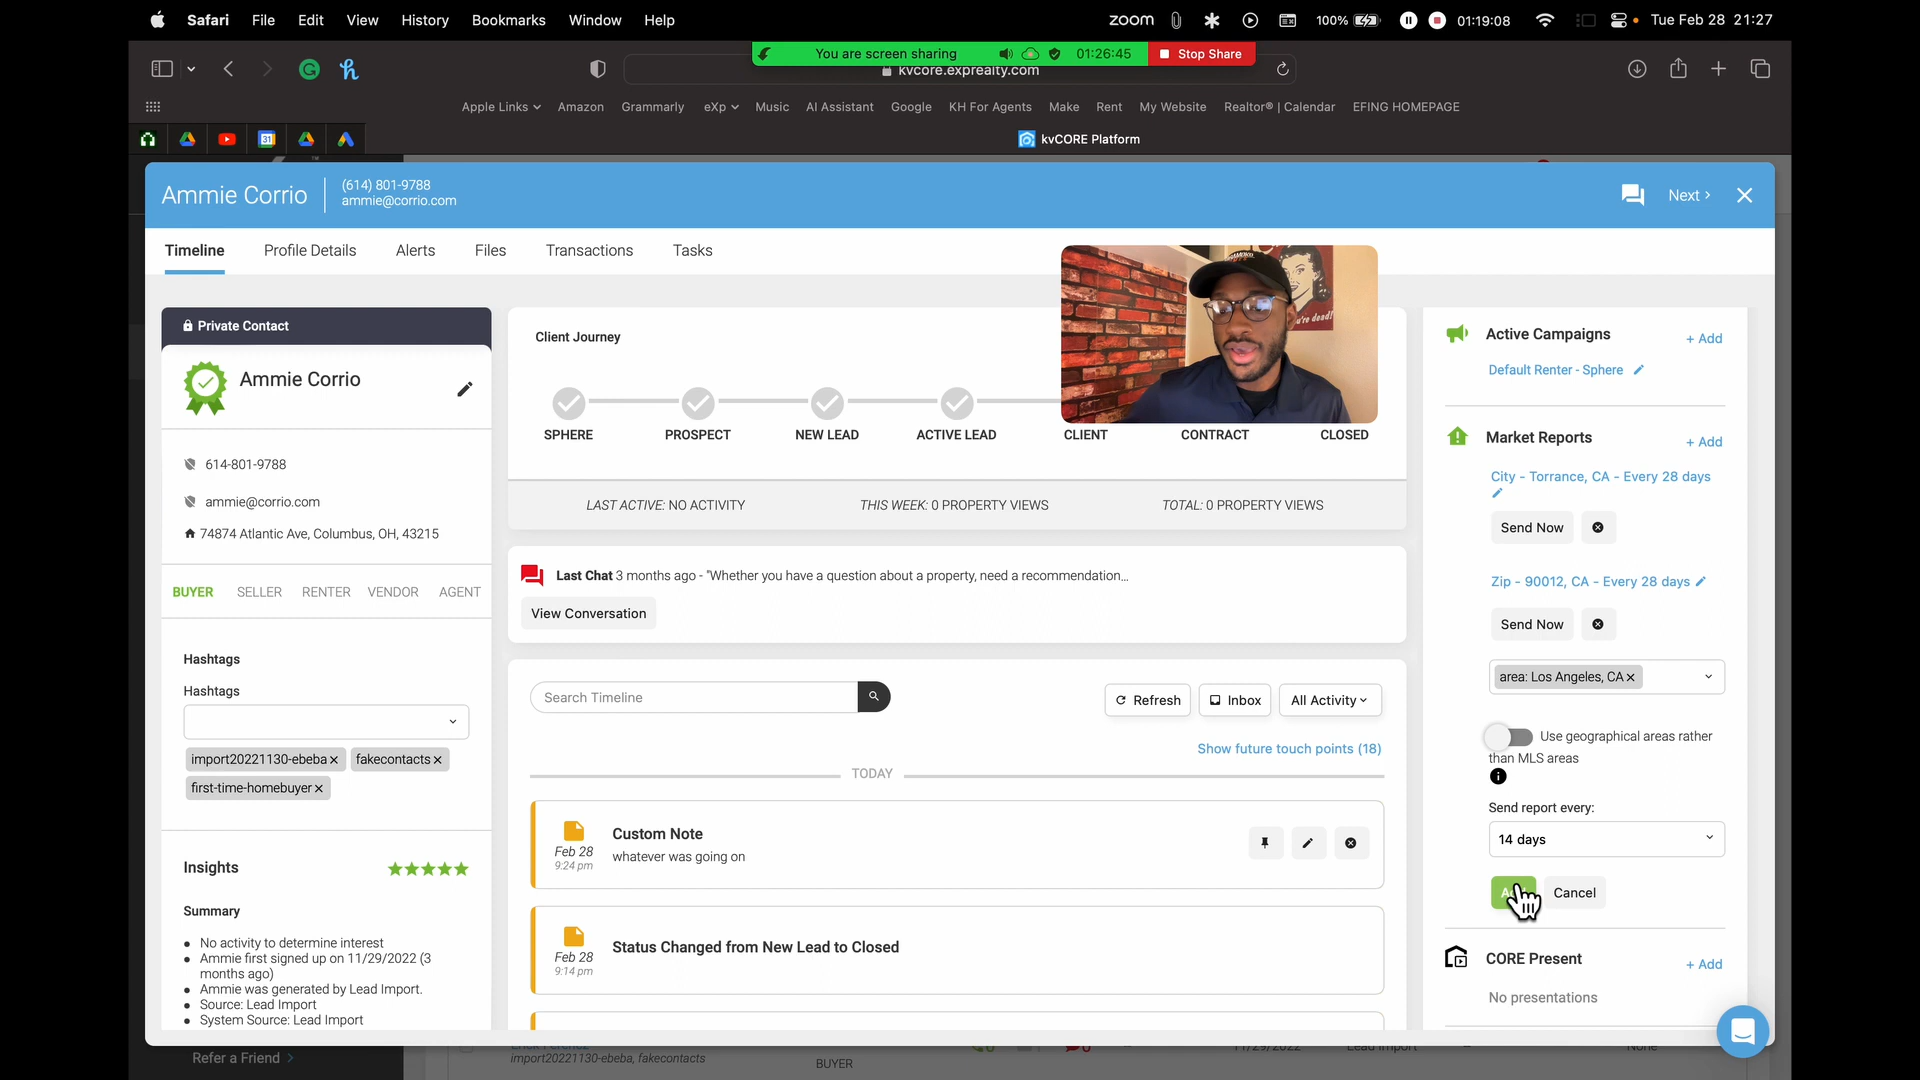 Safari File Edit View History Bookmarks Window Help zoom 100% 01:19:08 Tue Feb 28 21:27
You are screen sharing 01:26:45 Stop Share
kvcore.exprealty.com
Apple Links Amazon Grammarly eXp Music AI Assistant Google KH For Agents Make Rent My Website Realtor® | Calendar EFING HOMEPAGE
31 kvCORE Platform
Ammie Corrio
(614) 801-9788
ammie@corrio.com
Next
Timeline Profile Details Alerts Files Transactions Tasks
Private Contact
Ammie Corrio
614-801-9788
ammie@corrio.com
74874 Atlantic Ave, Columbus, OH, 43215
BUYER SELLER RENTER VENDOR AGENT
Hashtags
Hashtags
import20221130-ebeba fakecontacts
first-time-homebuyer
Insights
Summary
No activity to determine interest
Ammie first signed up on 11/29/2022 (3
months ago)
Ammie was generated by Lead Import.
Source: Lead Import
System Source: Lead Import
Client Journey
SPHERE PROSPECT NEW LEAD ACTIVE LEAD CLIENT CONTRACT CLOSED
LAST ACTIVE: NO ACTIVITY THIS WEEK: 0 PROPERTY VIEWS TOTAL: 0 PROPERTY VIEWS
Last Chat 3 months ago - "Whether you have a question about a property, need a recommendation...
View Conversation
Search Timeline
Refresh Inbox All Activity
Show future touch points (18)
TODAY
Feb 28
9:24 pm
Custom Note
whatever was going on
Feb 28
9:14 pm
Status Changed from New Lead to Closed
Active Campaigns + Add
Default Renter - Sphere
Market Reports + Add
City - Torrance, CA - Every 28 days
Send Now
Zip - 90012, CA - Every 28 days
Send Now
area: Los Angeles, CA
Use geographical areas rather
than MLS areas
Send report every:
14 days
Cancel
CORE Present + Add
No presentations
Refer a Friend
import20221130-ebeba, fakecontacts
BUYER
11/29/2022 Lead Import None
you're dead!